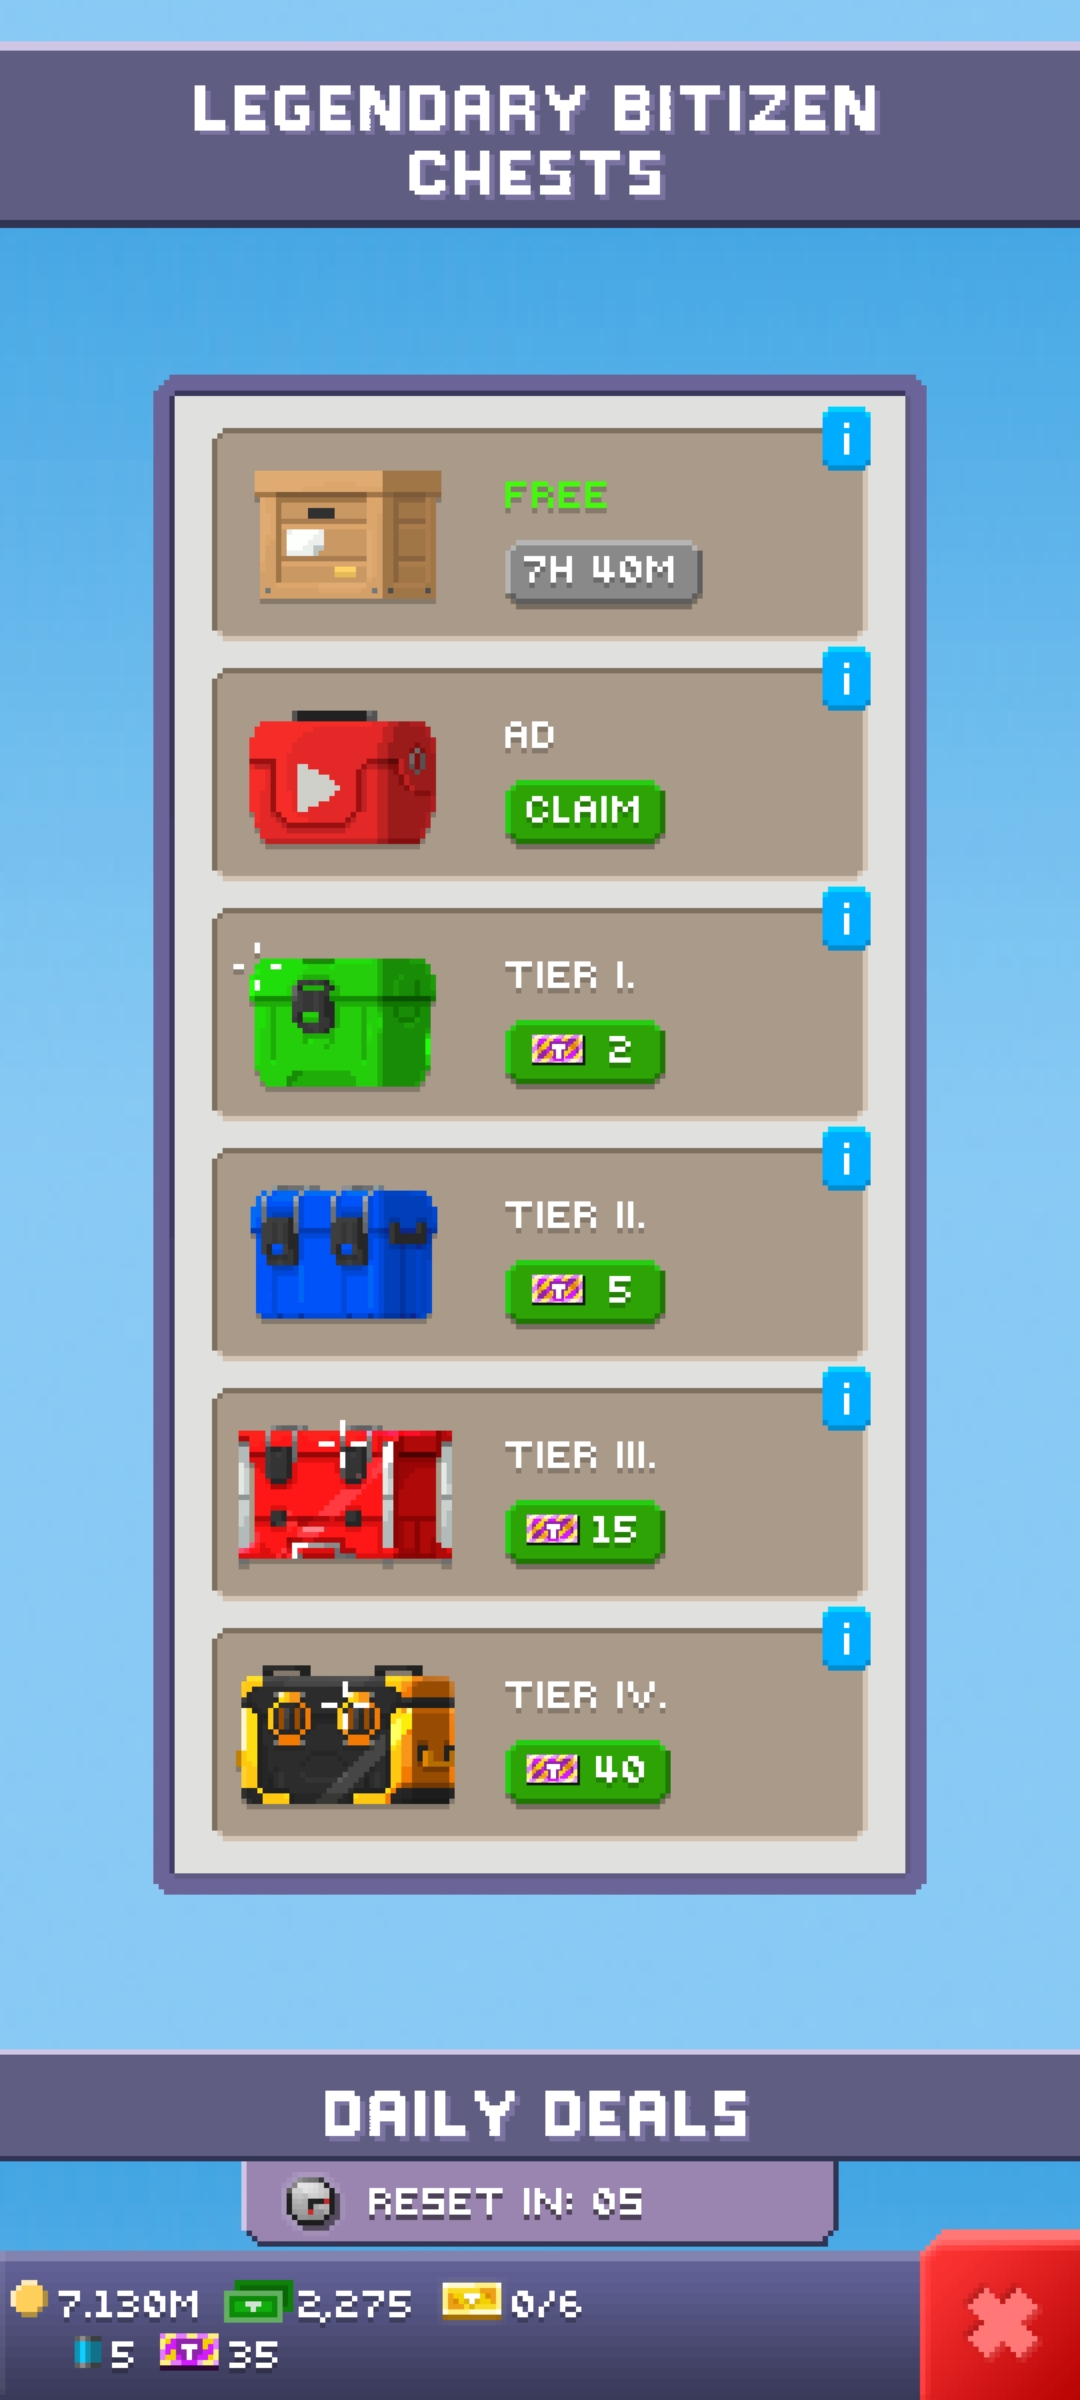 LEGENDARY BITIZEN
CHESTS
i
FREE
7H 40M
i
AD
CLAIM
i
TIER I.
T 2
i
TIER II.
T 5
i
TIER III.
T 15
i
TIER IV.
T 40
DAILY DEALS
RESET IN: 0S
7.130M T 2,275 T 0/6
5 T 35